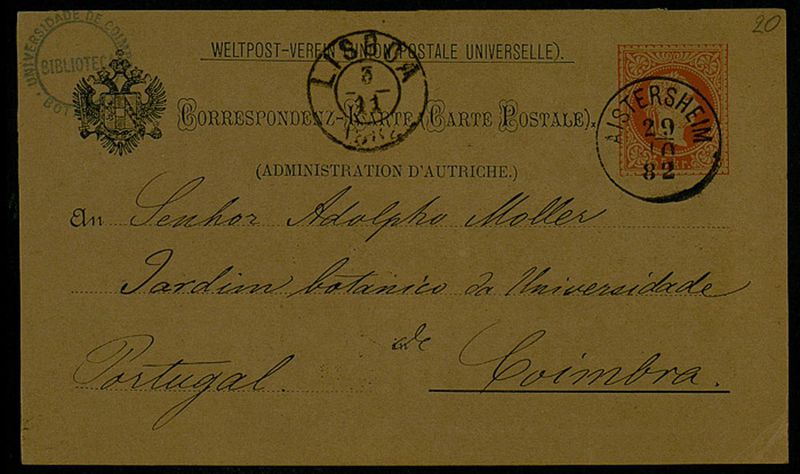 20
UNIVERSIDADE DE COIMBRA
BIBLIOTECA
BOT
WELTPOST-VEREIN (UNION POSTALE UNIVERSELLE).
LISBOA
3
11
CORRESPONDENZ-KARTE (CARTE POSTALE).
AISTERSHEIM
29
10
82
(ADMINISTRATION D'AUTRICHE.)
An Senhor Adolpho Moller
Jardim botanico da Universidade
de
Portugal. Coimbra.